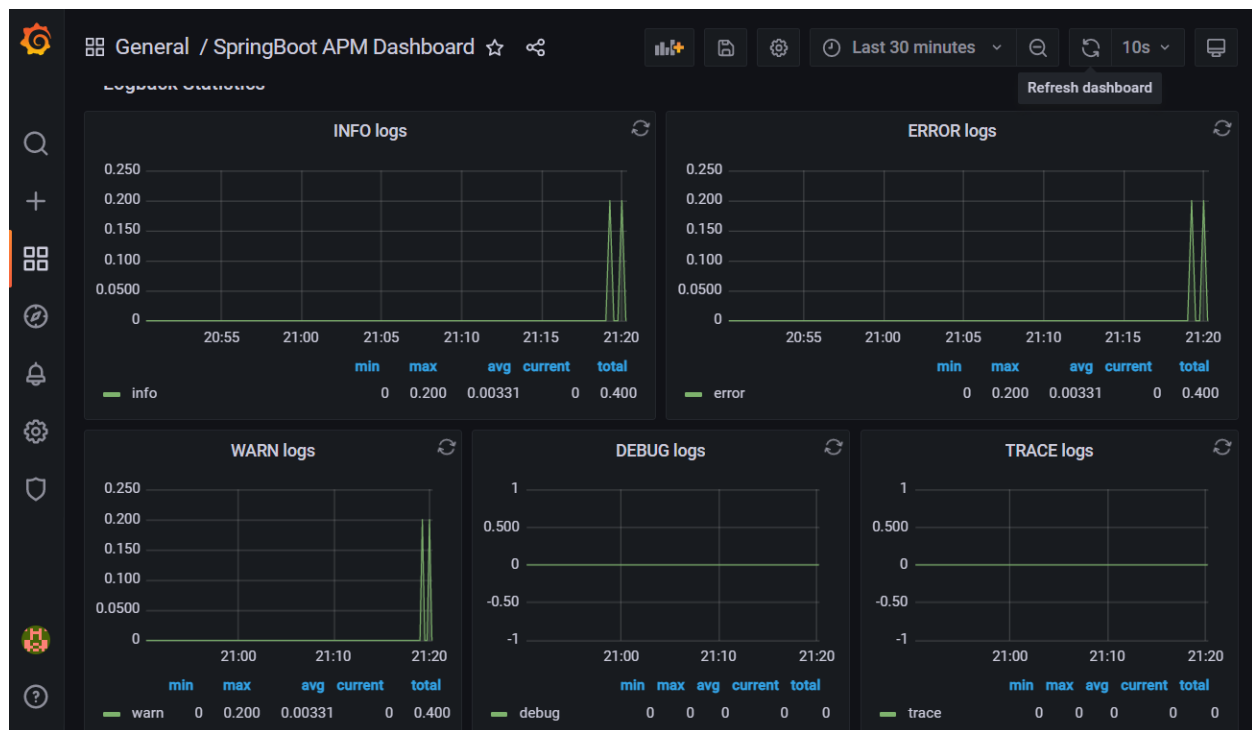 General / SpringBoot APM Dashboard
Last 30 minutes
10s
Refresh dashboard
Logback Statistics
INFO logs
0.250
0.200
0.150
0.100
0.0500
0
20:55 21:00 21:05 21:10 21:15 21:20
min max avg current total
info 0 0.200 0.00331 0 0.400
ERROR logs
0.250
0.200
0.150
0.100
0.0500
0
20:55 21:00 21:05 21:10 21:15 21:20
min max avg current total
error 0 0.200 0.00331 0 0.400
WARN logs
0.250
0.200
0.150
0.100
0.0500
0
21:00 21:10 21:20
min max avg current total
warn 0 0.200 0.00331 0 0.400
DEBUG logs
1
0.500
0
-0.50
-1
21:00 21:10 21:20
min max avg current total
debug 0 0 0 0 0
TRACE logs
1
0.500
0
-0.50
-1
21:00 21:10 21:20
min max avg current total
trace 0 0 0 0 0